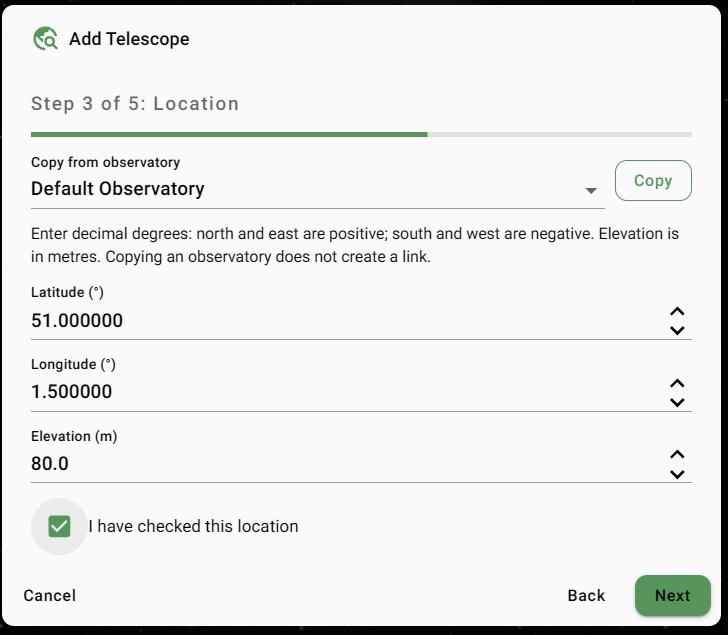 Add Telescope
Step 3 of 5: Location
Copy from observatory
Default Observatory
Copy
Enter decimal degrees: north and east are positive; south and west are negative. Elevation is
in metres. Copying an observatory does not create a link.
Latitude (°)
51.000000
Longitude (°)
1.500000
Elevation (m)
80.0
I have checked this location
Cancel
Back
Next